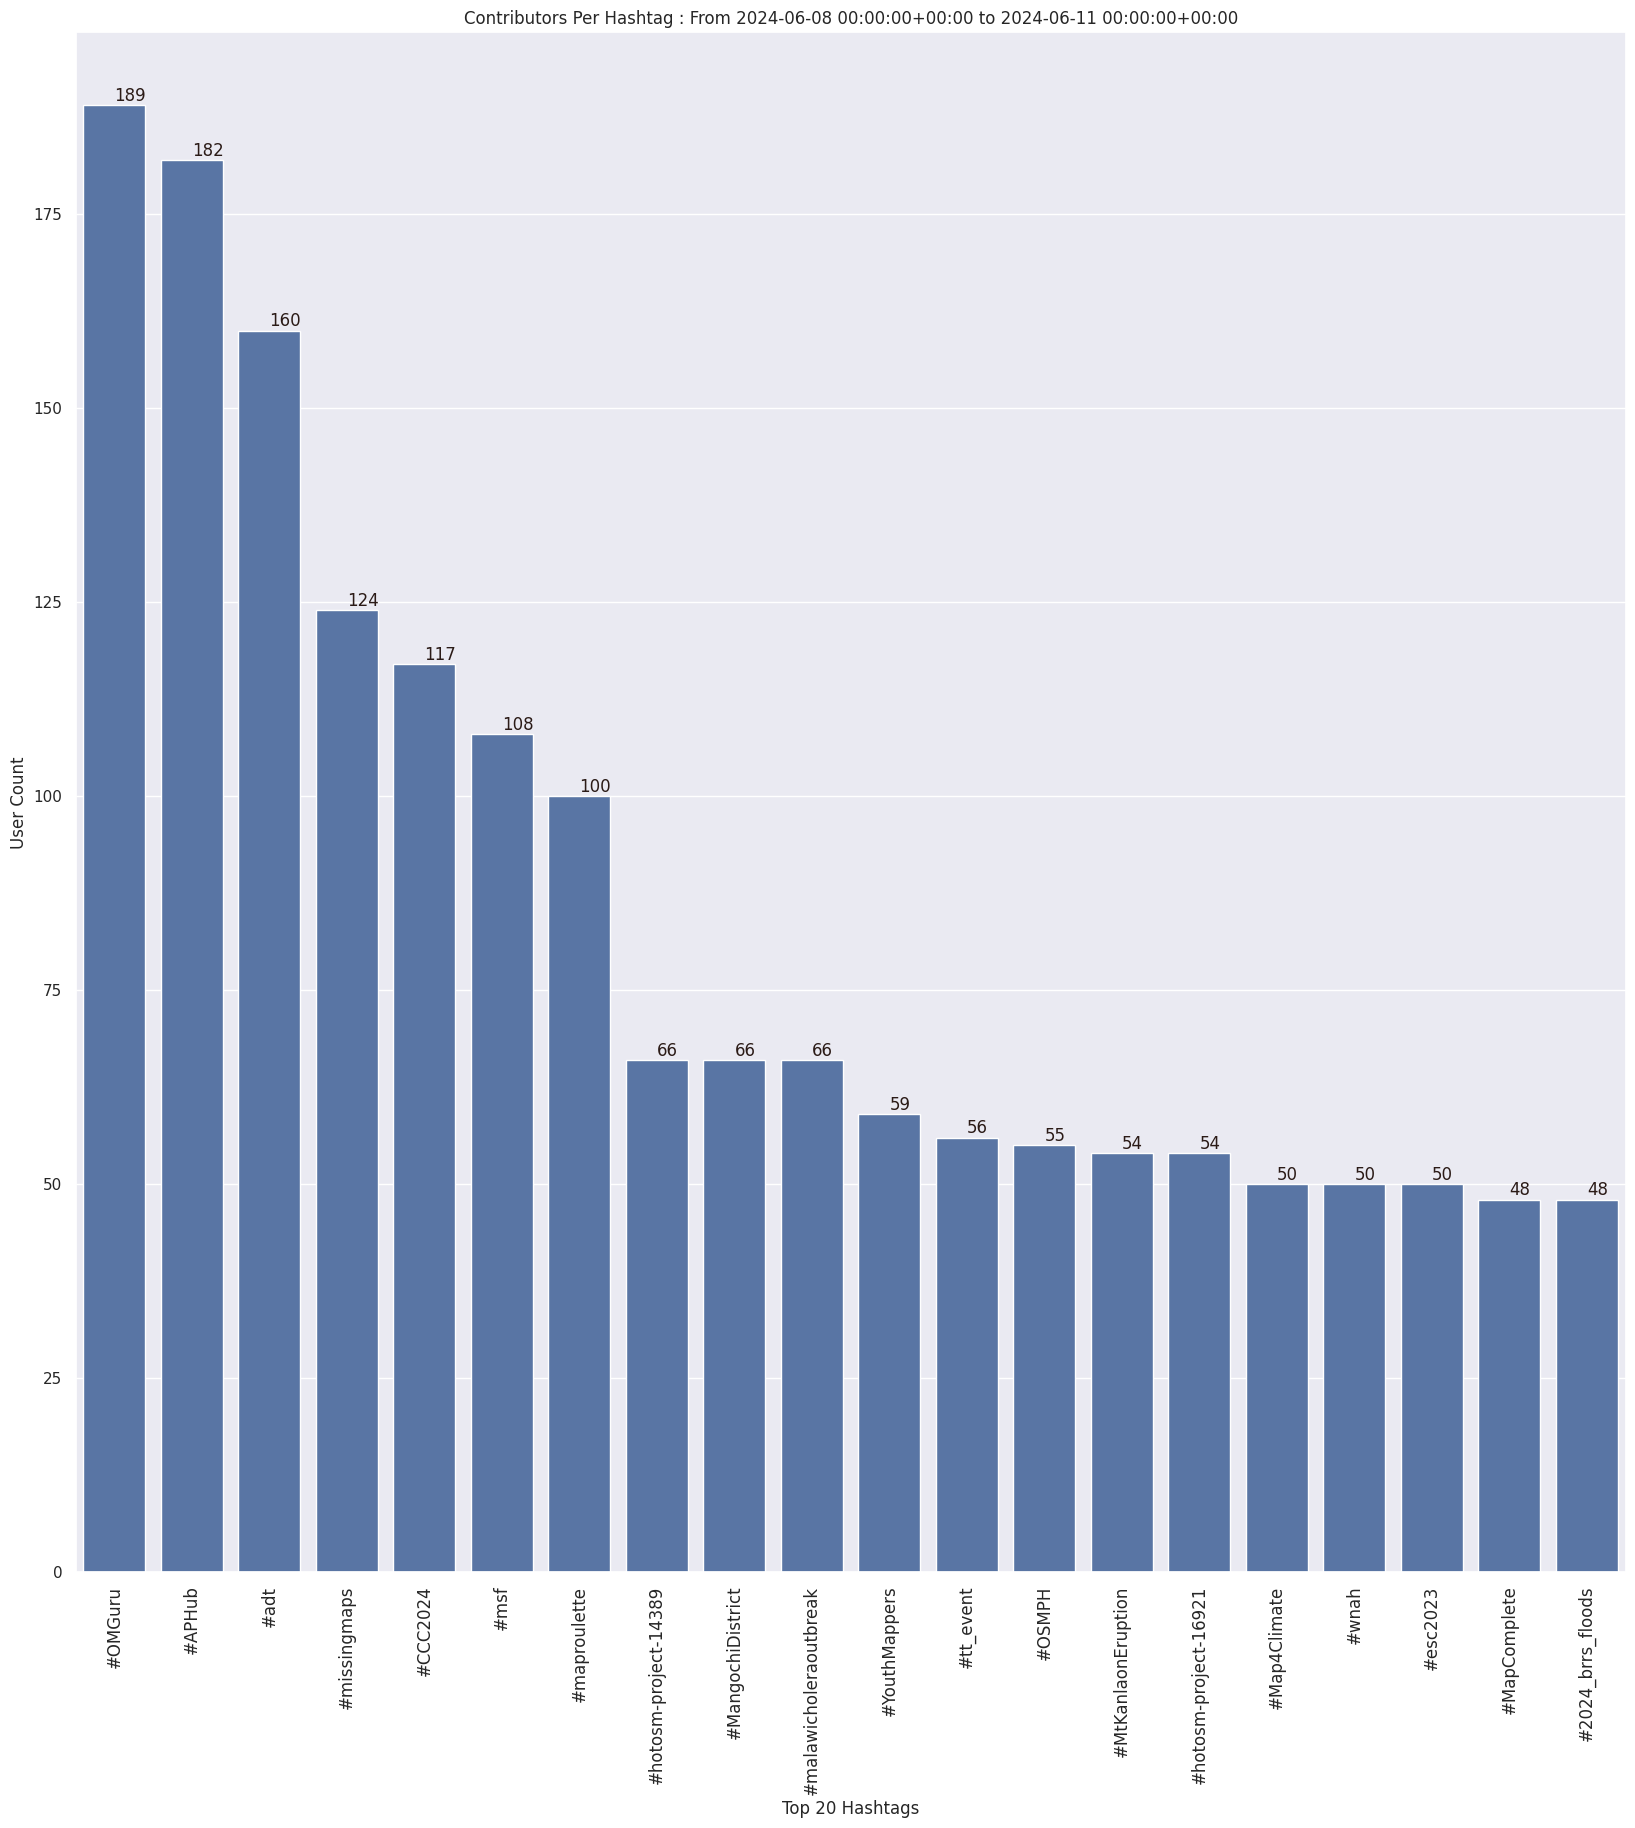 Contributors Per Hashtag : From 2024-06-08 00:00:00+00:00 to 2024-06-11 00:00:00+00:00
189
182
160
124
117
108
100
66
66
66
59
56
55
54
54
50
50
50
48
48
175
150
125
100
75
50
25
0
User Count
#OMGuru
#APHub
#adt
#missingmaps
#CCC2024
#msf
#maproulette
#hotosm-project-14389
#MangochiDistrict
#malawicholeraoutbreak
#YouthMappers
#tt_event
#OSMPH
#MtKanlaonEruption
#hotosm-project-16921
#Map4Climate
#wnah
#esc2023
#MapComplete
#2024_brrs_floods
Top 20 Hashtags